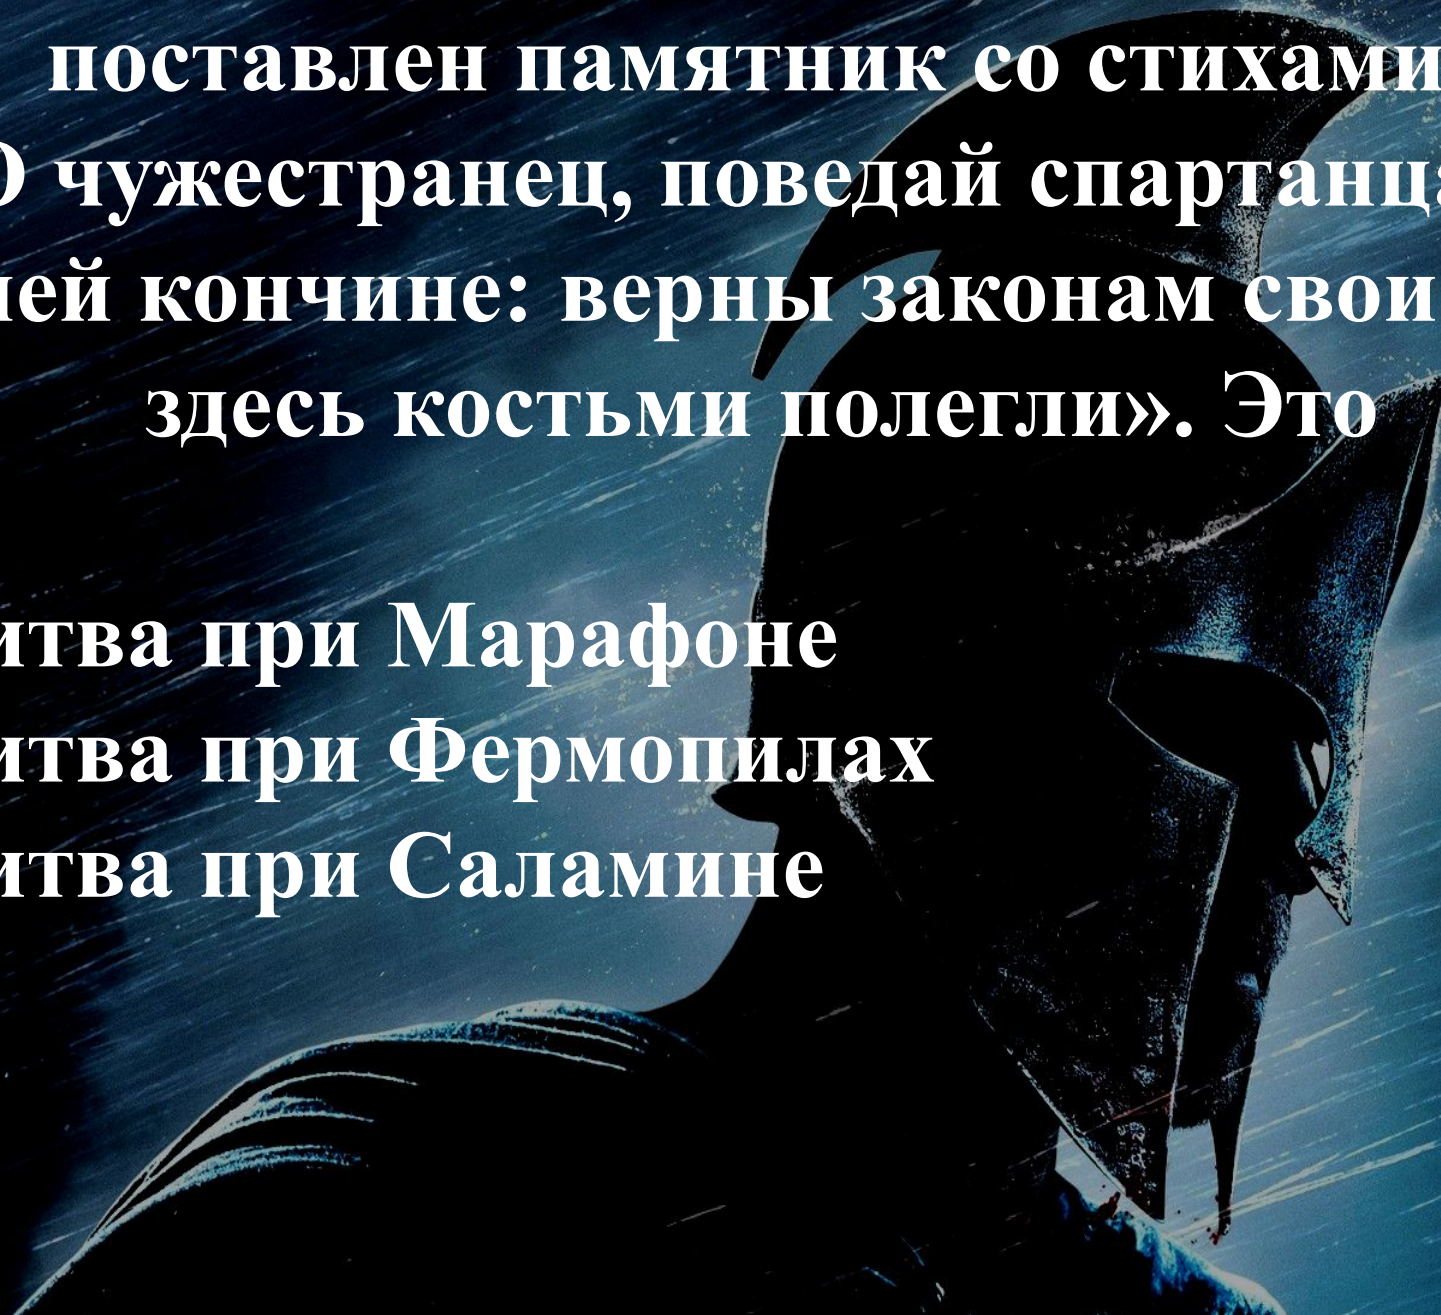 поставлен памятник со стихами
О чужестранец, поведай спартанца
ей кончине: верны законам свои
здесь костьми полегли». Это
итва при Марафоне
итва при Фермопилах
итва при Саламине